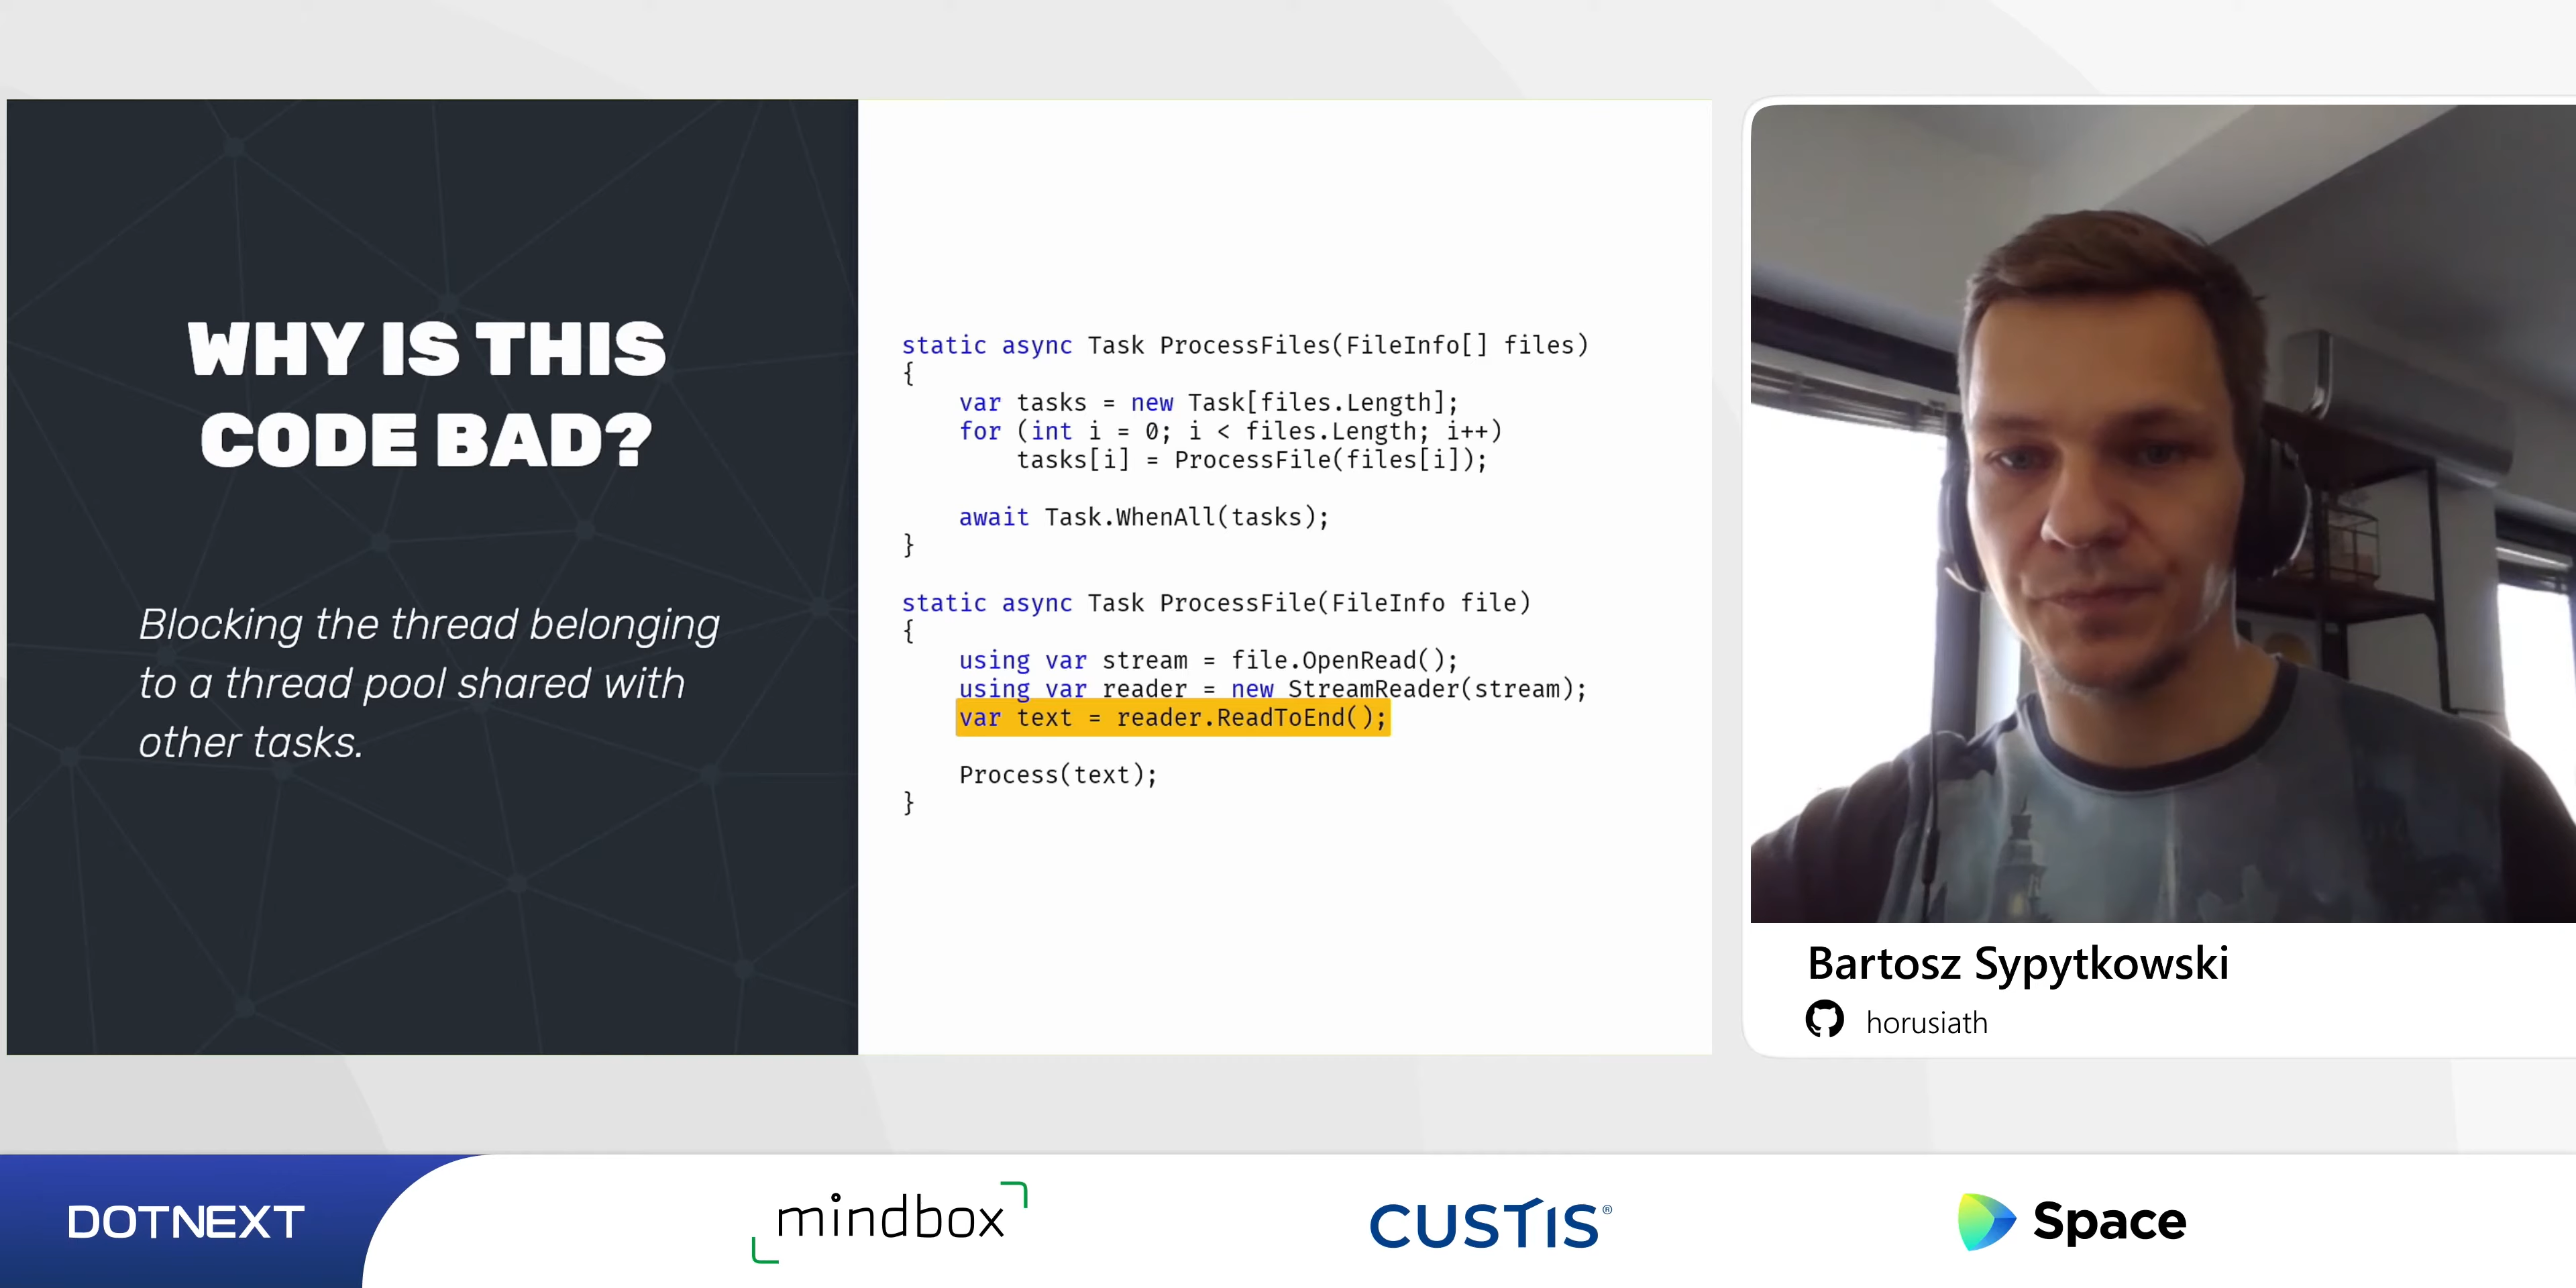 WHY IS THIS
CODE BAD?
Blocking the thread belonging
to a thread pool shared with
other tasks.
static async Task ProcessFiles(FileInfo[] files)
{
    var tasks = new Task[files.Length];
    for (int i = 0; i < files.Length; i++)
        tasks[i] = ProcessFile(files[i]);

    await Task.WhenAll(tasks);
}

static async Task ProcessFile(FileInfo file)
{
    using var stream = file.OpenRead();
    using var reader = new StreamReader(stream);
    var text = reader.ReadToEnd();

    Process(text);
}
Bartosz Sypytkowski
horusiath
DOTNEXT
mindbox
CUSTIS®
Space